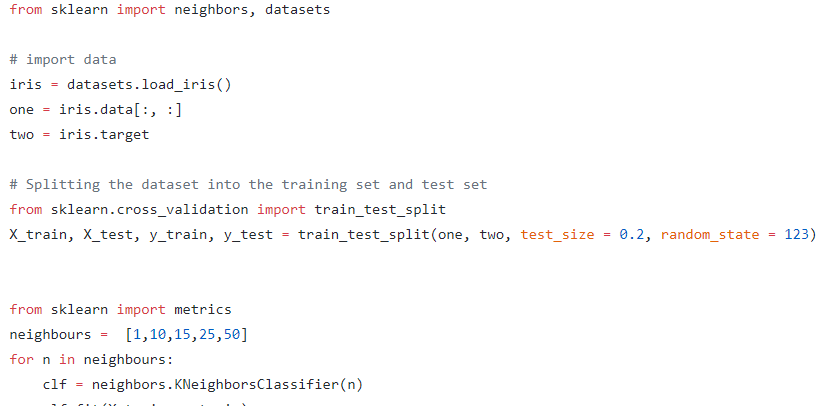 from sklearn import neighbors, datasets
# import data
iris = datasets.load_iris()
one = iris.data[:, :]
two = iris.target
# Splitting the dataset into the training set and test set
from sklearn.cross_validation import train_test_split
X_train, X_test, y_train, y_test = train_test_split(one, two, test_size = 0.2, random_state = 123)
from sklearn import metrics
neighbours =  [1,10,15,25,50]
for n in neighbours:
    clf = neighbors.KNeighborsClassifier(n)